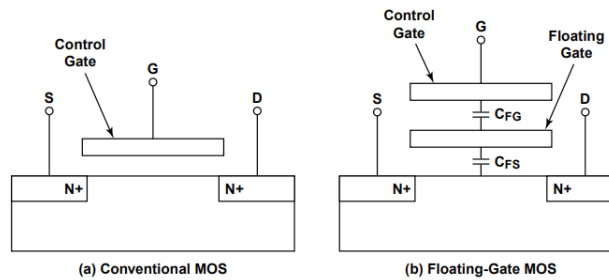 Control
Gate
G
S
D
N+
N+
(a) Conventional MOS
Control
Gate
G
Floating
Gate
S
D
CFG
CFS
N+
N+
(b) Floating-Gate MOS